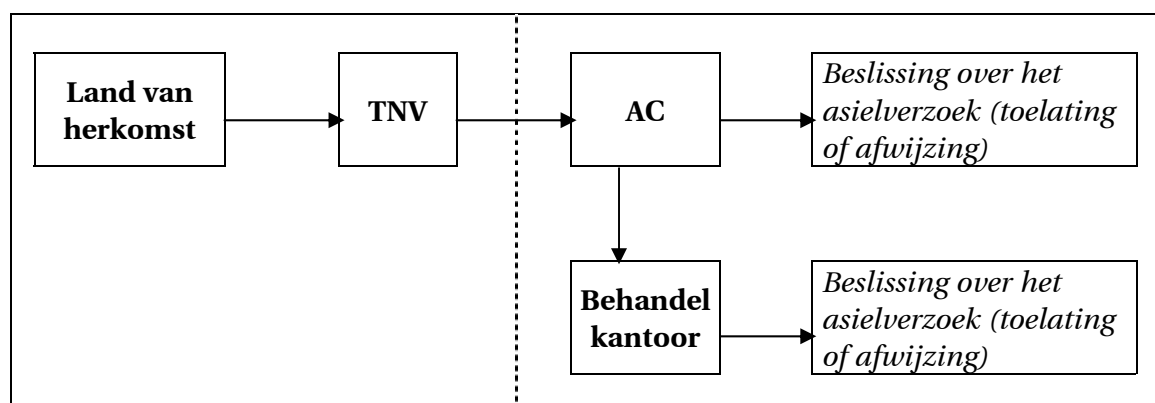 Land van
herkomst
TNV
AC
Beslissing over het
asielverzoek (toelating
of afwijzing)
Behandel
kantoor
Beslissing over het
asielverzoek (toelating
of afwijzing)